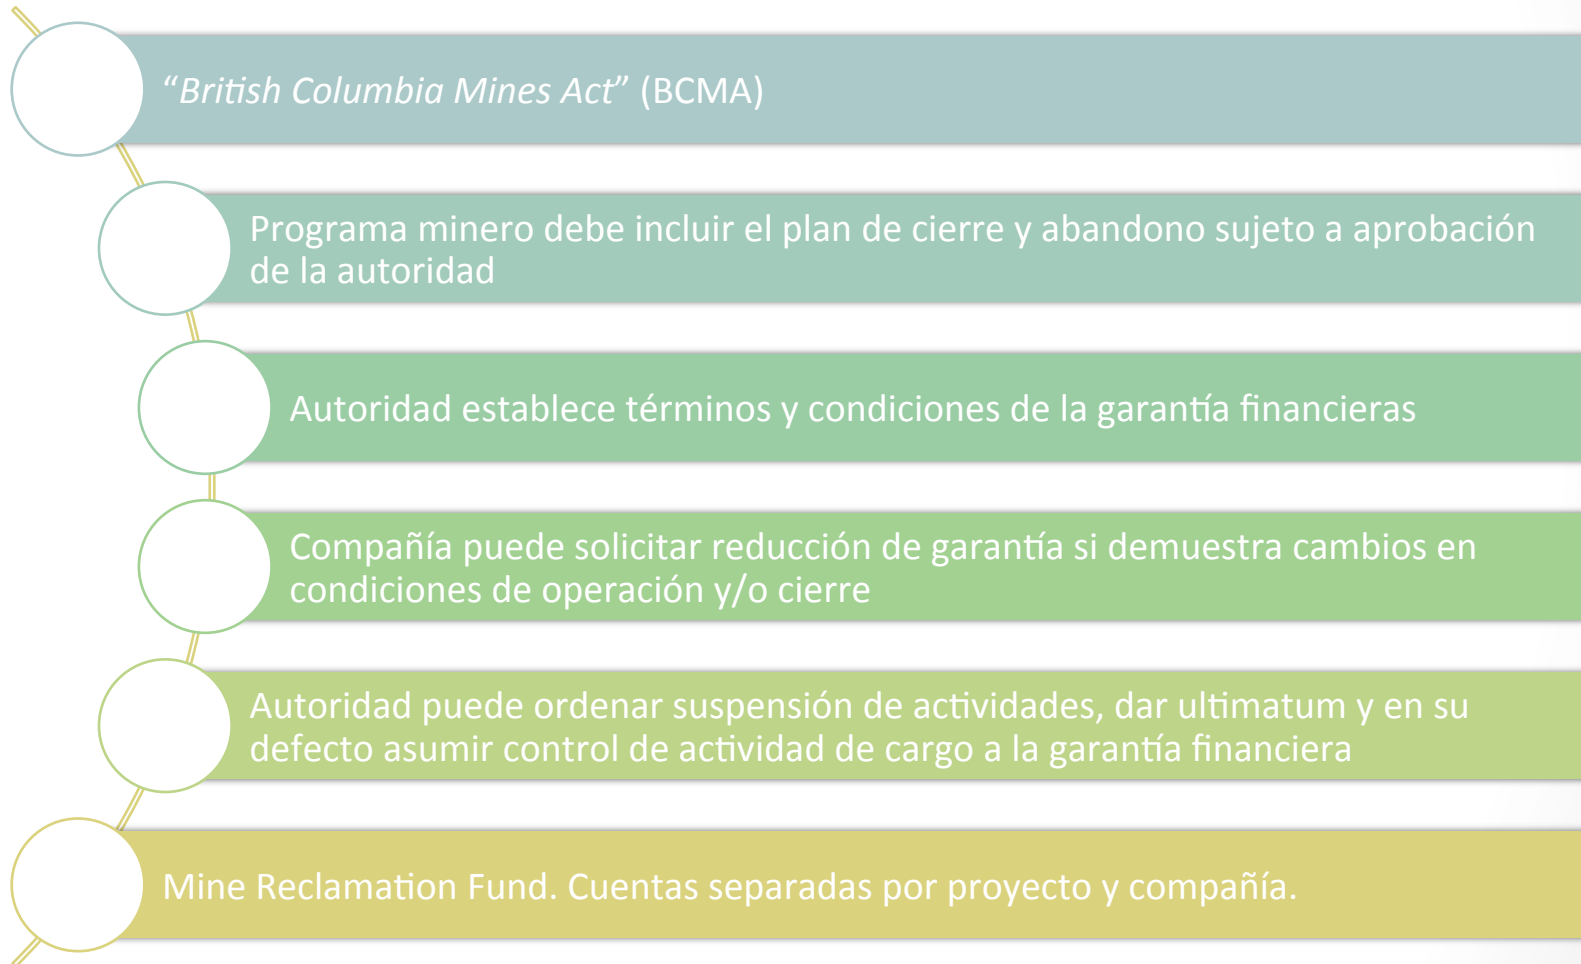 “British Columbia Mines Act” (BCMA)
Programa minero debe incluir el plan de cierre y abandono sujeto a aprobación
de la autoridad
Autoridad establece términos y condiciones de la garantía financieras
Compañía puede solicitar reducción de garantía si demuestra cambios en
condiciones de operación y/o cierre
Autoridad puede ordenar suspensión de actividades, dar ultimatum y en su
defecto asumir control de actividad de cargo a la garantía financiera
Mine Reclamation Fund. Cuentas separadas por proyecto y compañía.